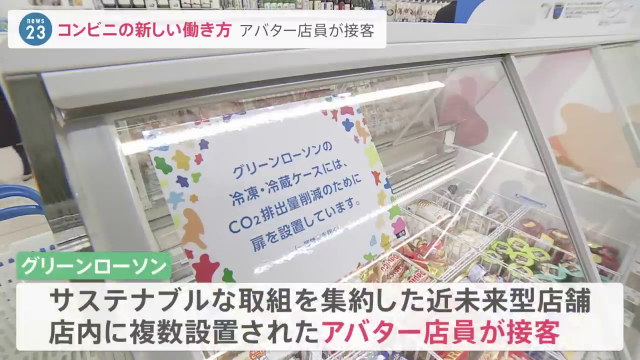 news
23
コンビニの新しい働き方 アバター店員が接客
グリーンローソンの
冷凍・冷蔵ケースには、
CO2排出量削減のために
扉を設置しています。
グリーンローソン
サステナブルな取組を集約した近未来型店舗
店内に複数設置されたアバター店員が接客